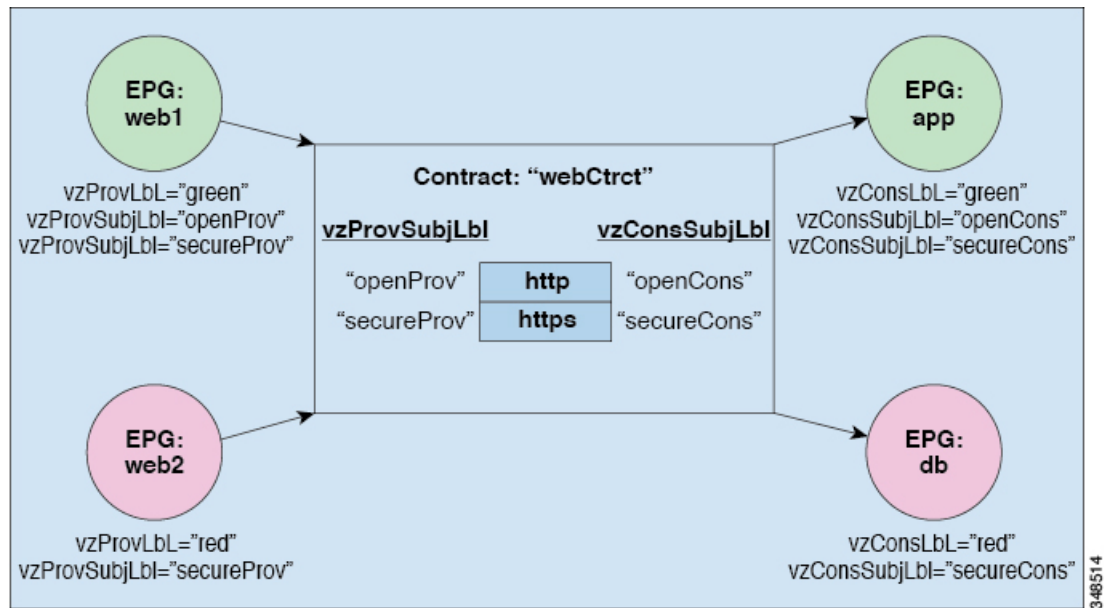 EPG:
web1
vzProvLbL="green"
vzProvSubjLbl="openProv"
vzProvSubjLbl="secureProv"
EPG:
app
vzConsLbL="green"
vzConsSubjLbl="openCons"
vzConsSubjLbl="secureCons"
Contract: “webCtrct”
vzProvSubjLbl vzConsSubjLbl
“openProv” http “openCons”
“secureProv” https “secureCons”
EPG:
web2
vzProvLbL="red"
vzProvSubjLbl="secureProv"
EPG:
db
vzConsLbL="red"
vzConsSubjLbl="secureCons"
348514